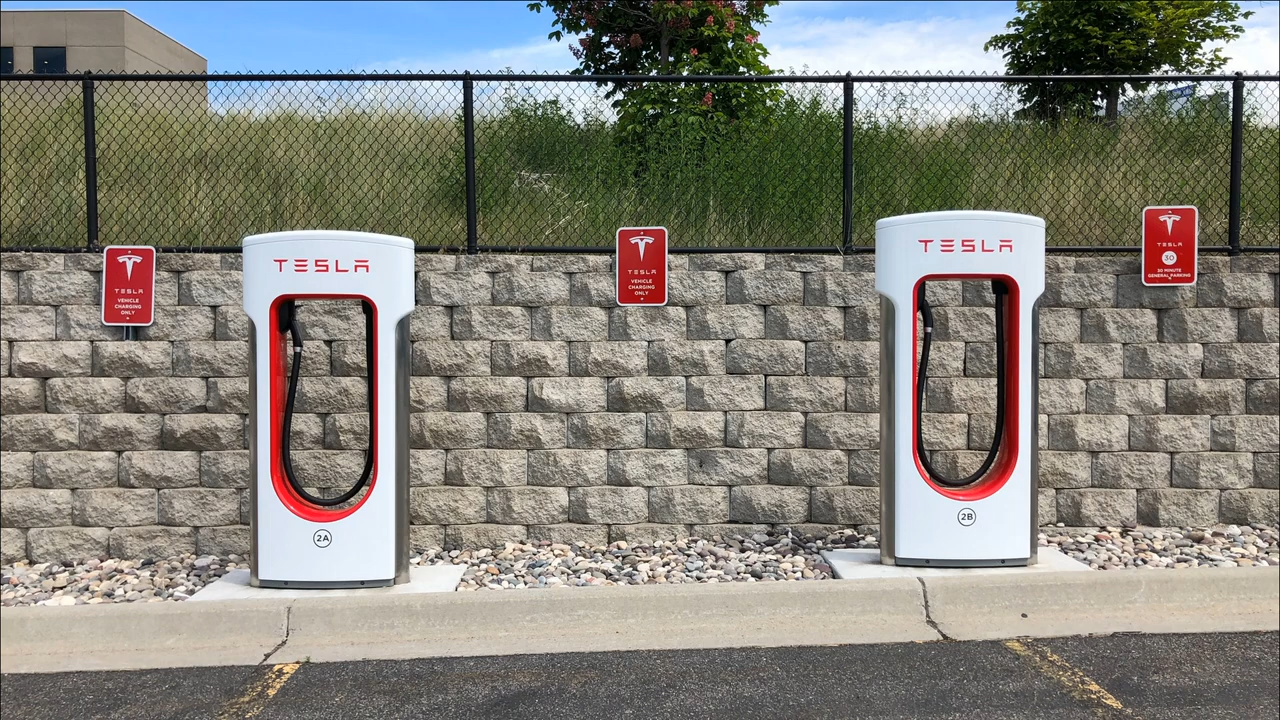 TESLA
VEHICLE
CHARGING
ONLY
TESLA
2A
TESLA
VEHICLE
CHARGING
ONLY
TESLA
2B
TESLA
30
30 MINUTE
GENERAL PARKING